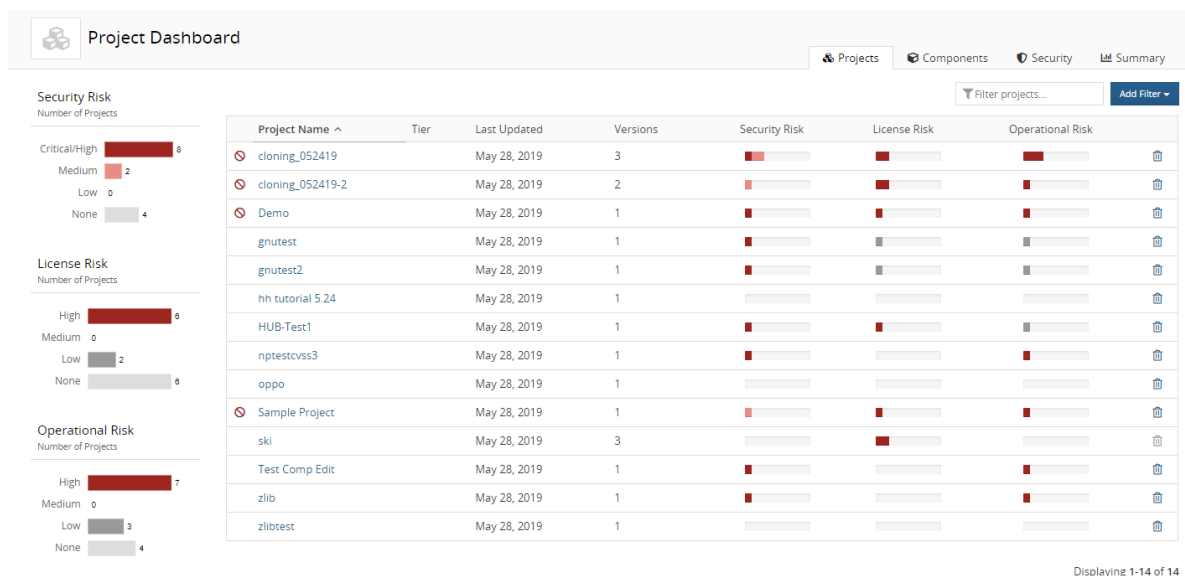 Project Dashboard
Projects Components Security Summary
Filter projects... Add Filter
Security Risk
Number of Projects
Critical/High 8
Medium 2
Low 0
None 4
License Risk
Number of Projects
High 6
Medium 0
Low 2
None 6
Operational Risk
Number of Projects
High 7
Medium 0
Low 3
None 4
Project Name Tier Last Updated Versions Security Risk License Risk Operational Risk
cloning_052419 May 28, 2019 3
cloning_052419-2 May 28, 2019 2
Demo May 28, 2019 1
gnutest May 28, 2019 1
gnutest2 May 28, 2019 1
hh tutorial 5.24 May 28, 2019 1
HUB-Test1 May 28, 2019 1
nptestcvss3 May 28, 2019 1
oppo May 28, 2019 1
Sample Project May 28, 2019 1
ski May 28, 2019 3
Test Comp Edit May 28, 2019 1
zlib May 28, 2019 1
zlibtest May 28, 2019 1
Displaying 1-14 of 14